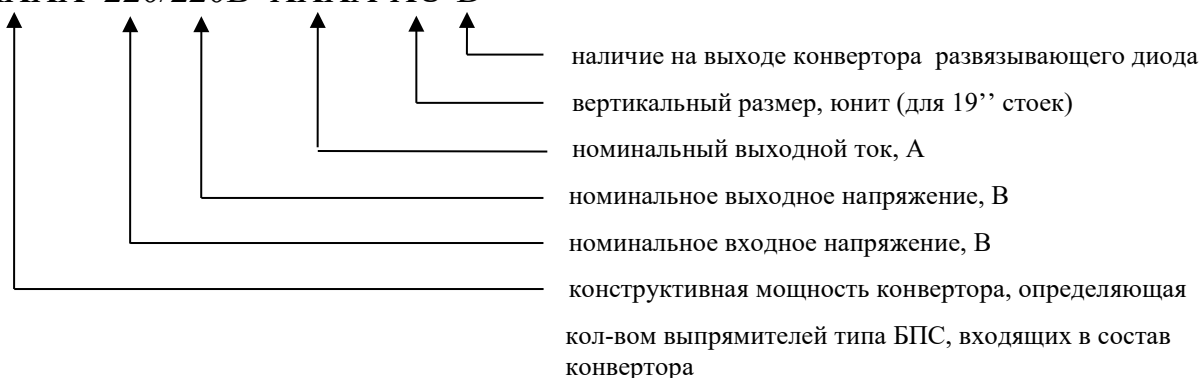 наличие на выходе конвертора развязывающего диода
вертикальный размер, юнит (для 19’’ стоек)
номинальный выходной ток, А
номинальное выходное напряжение, В
номинальное входное напряжение, В
конструктивная мощность конвертора, определяющая
кол-вом выпрямителей типа БПС, входящих в состав
конвертора